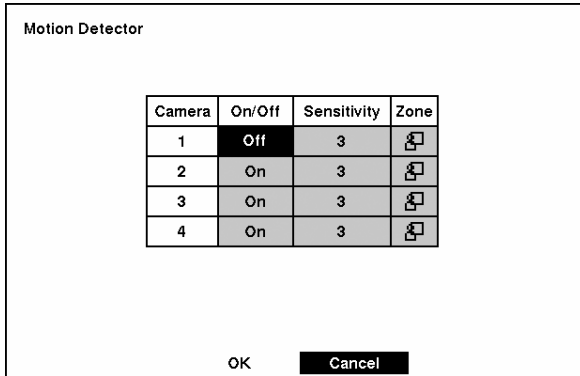 Motion Detector
Camera On/Off Sensitivity Zone
1 Off 3
2 On 3
3 On 3
4 On 3
OK Cancel